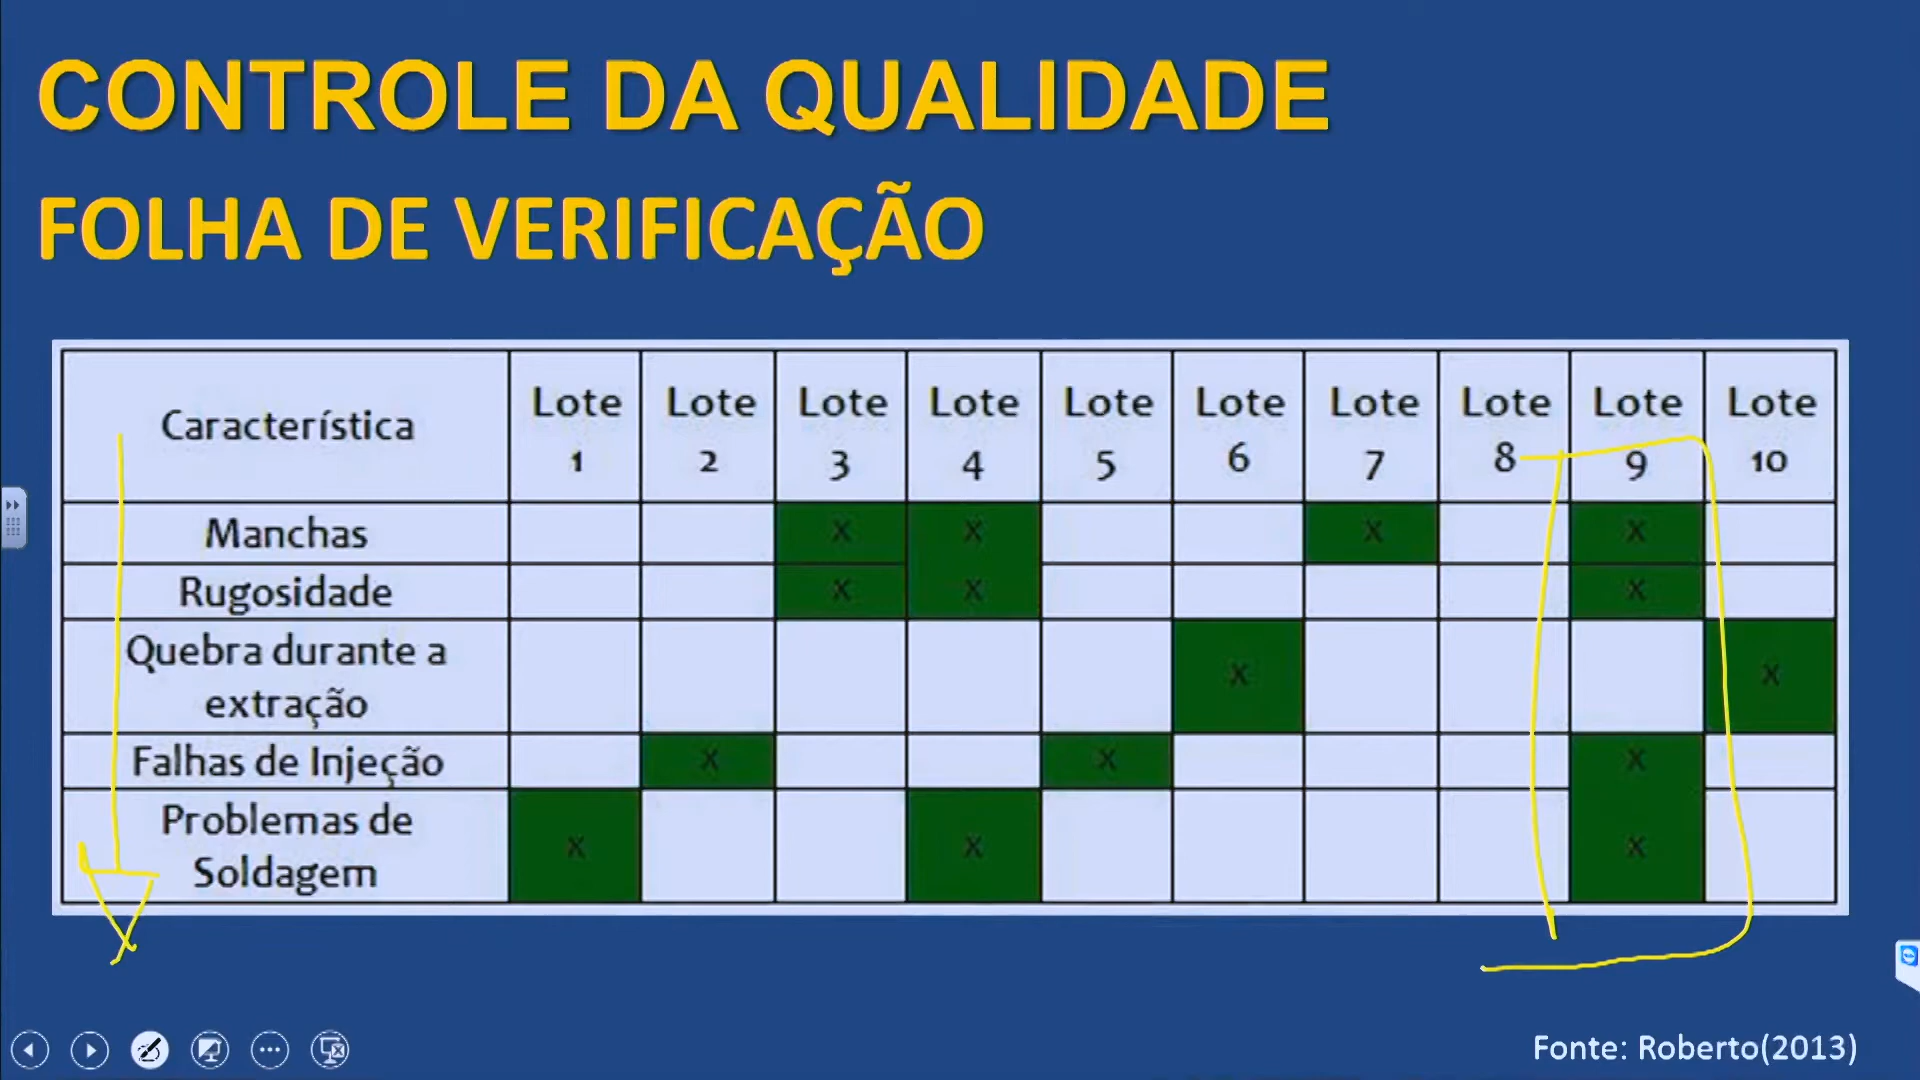 CONTROLE DA QUALIDADE
FOLHA DE VERIFICAÇÃO
Característica Lote 1 Lote 2 Lote 3 Lote 4 Lote 5 Lote 6 Lote 7 Lote 8 Lote 9 Lote 10
Manchas X X X X
Rugosidade X X X
Quebra durante a
extração X X
Falhas de Injeção X X X
Problemas de
Soldagem X X X
Fonte: Roberto(2013)